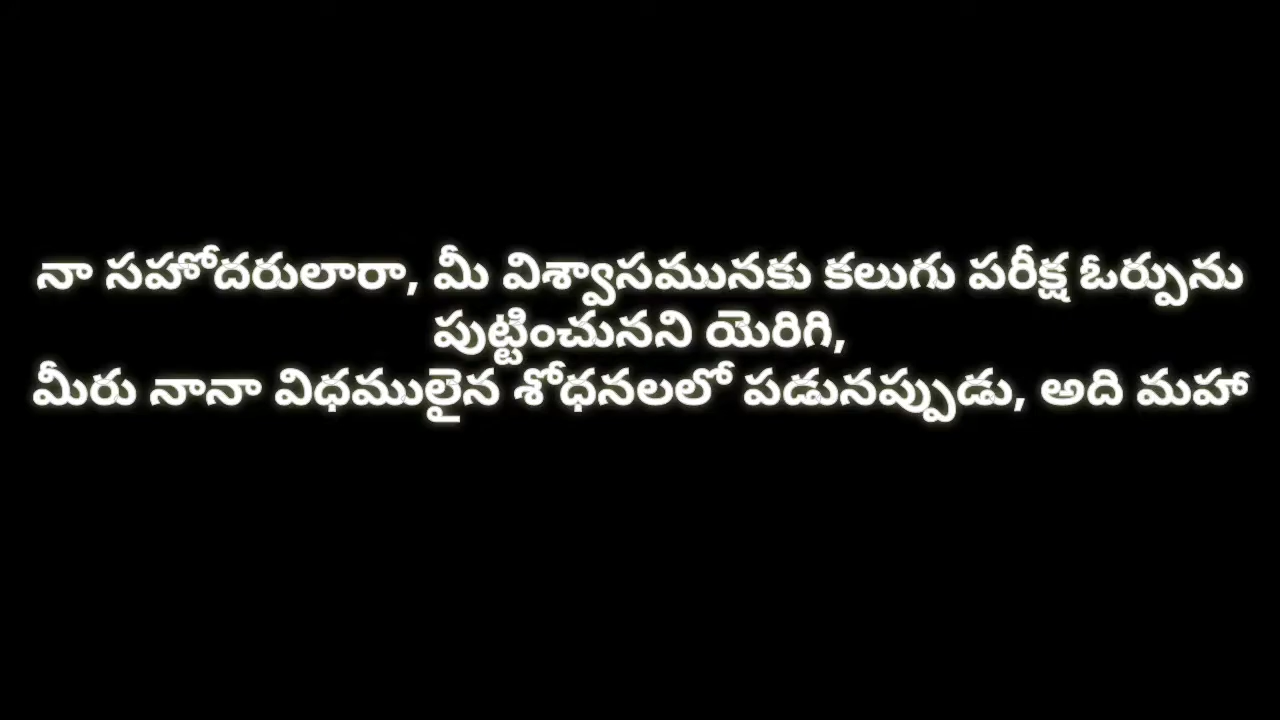 నా సహోదరులారా, మీ విశ్వాసమునకు కలుగు పరీక్ష ఓర్పును
పుట్టించునని యెరిగి,
మీరు నానా విధములైన శోధనలలో పడునప్పుడు, అది మహా